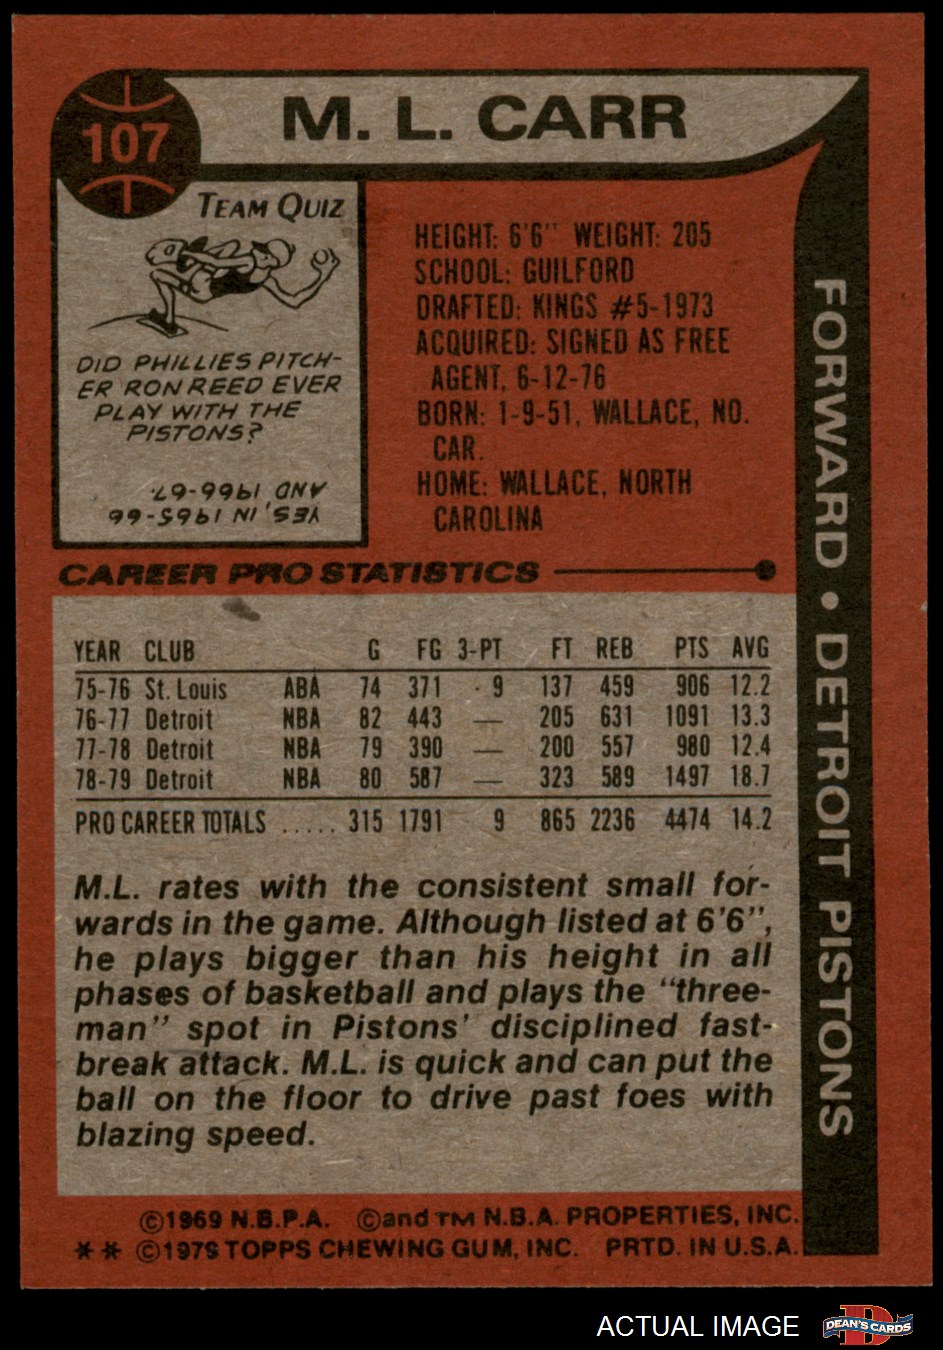 107
M. L. CARR
TEAM QUIZ
DID PHILLIES PITCH-
ER RON REED EVER
PLAY WITH THE
PISTONS?
YES, IN 1965-66
AND 1966-67.
HEIGHT: 6'6" WEIGHT: 205
SCHOOL: GUILFORD
DRAFTED: KINGS #5-1973
ACQUIRED: SIGNED AS FREE
AGENT, 6-12-76
BORN: 1-9-51, WALLACE, NO.
CAR.
HOME: WALLACE, NORTH
CAROLINA
FORWARD • DETROIT PISTONS
CAREER PRO STATISTICS
YEAR CLUB G FG 3-PT FT REB PTS AVG
75-76 St. Louis ABA 74 371 9 137 459 906 12.2
76-77 Detroit NBA 82 443 — 205 631 1091 13.3
77-78 Detroit NBA 79 390 — 200 557 980 12.4
78-79 Detroit NBA 80 587 — 323 589 1497 18.7
PRO CAREER TOTALS ..... 315 1791 9 865 2236 4474 14.2
M.L. rates with the consistent small for-
wards in the game. Although listed at 6'6",
he plays bigger than his height in all
phases of basketball and plays the "three-
man" spot in Pistons' disciplined fast-
break attack. M.L. is quick and can put the
ball on the floor to drive past foes with
blazing speed.
©1969 N.B.P.A. ©and TM N.B.A. PROPERTIES, INC.
** ©1979 TOPPS CHEWING GUM, INC. PRTD. IN U.S.A.
ACTUAL IMAGE
DEAN'S CARDS